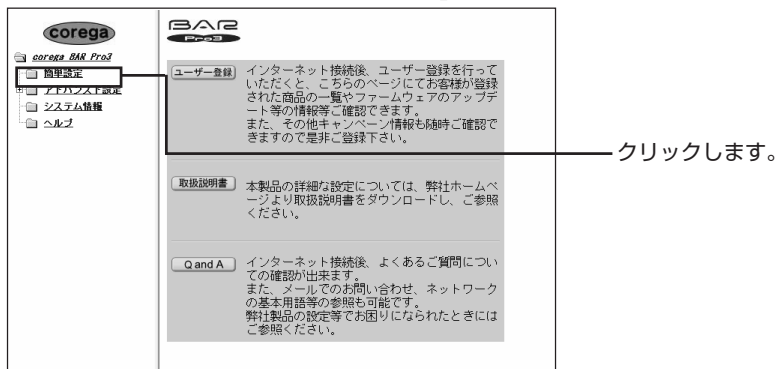 corega
corega BAR Pro3
簡単設定
アドバンスト設定
システム情報
ヘルプ
BAR
Pro3
ユーザー登録
インターネット接続後、ユーザー登録を行って
いただくと、こちらのページにてお客様が登録
された商品の一覧やファームウェアのアップデ
ート等の情報等ご確認できます。
また、その他キャンペーン情報も随時ご確認で
きますので是非ご登録下さい。
クリックします。
取扱説明書
本製品の詳細な設定については、弊社ホームペ
ージより取扱説明書をダウンロードし、ご参照
ください。
Q and A
インターネット接続後、よくあるご質問につい
ての確認が出来ます。
また、メールでのお問い合わせ、ネットワーク
の基本用語等の参照も可能です。
弊社製品の設定等でお困りになられたときには
ご参照ください。